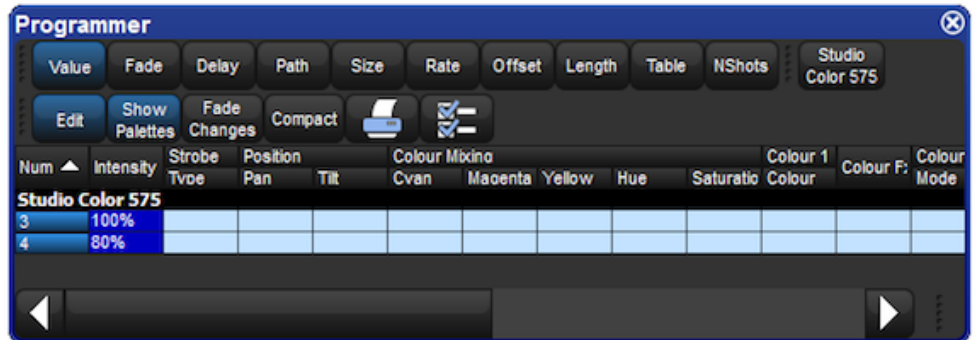 Programmer
Value Fade Delay Path Size Rate Offset Length Table NShots Studio Color 575
Edit Show Palettes Fade Changes Compact
Num Intensity Strobe Position Colour Mixing Colour 1 Colour F: Colour
Type Pan Tilt Cyan Magenta Yellow Hue Saturatio Colour Mode
Studio Color 575
3 100%
4 80%